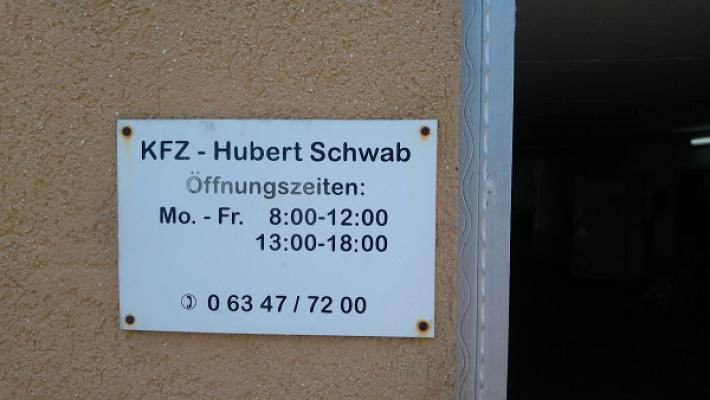 KFZ - Hubert Schwab
Öffnungszeiten:
Mo. - Fr. 8:00-12:00
13:00-18:00
✆ 0 63 47 / 72 00